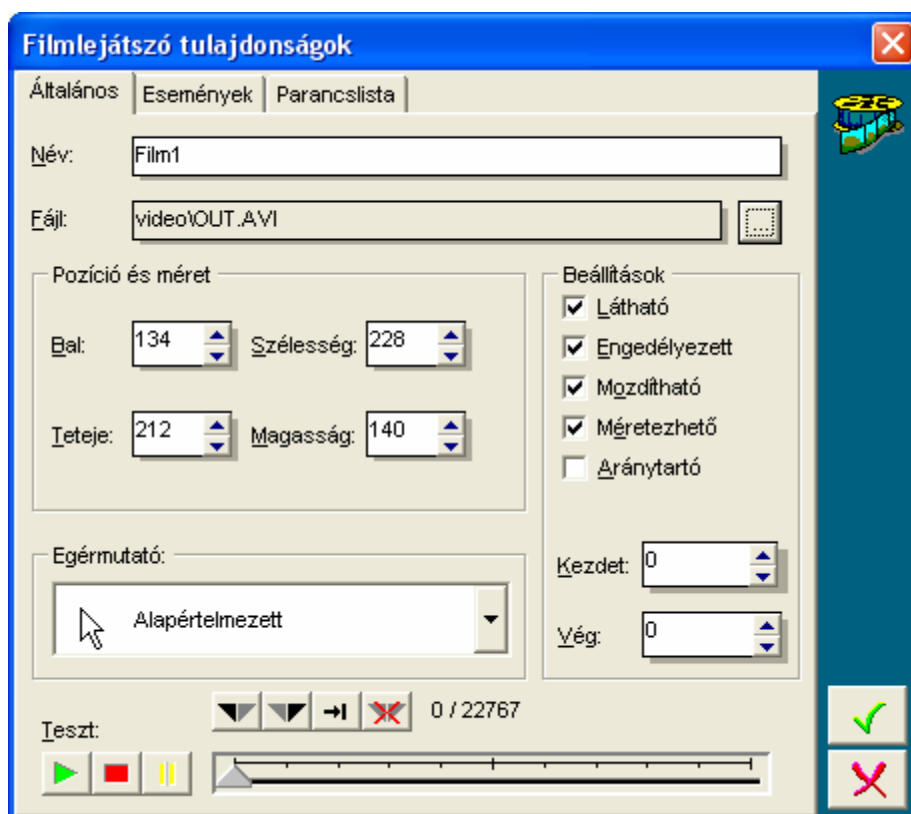 Filmlejátszó tulajdonságok
Általános Események Parancslista
Név: Film1
Fájl: video\OUT.AVI ...
Pozíció és méret
Bal: 134 Szélesség: 228
Teteje: 212 Magasság: 140
Beállítások
Látható
Engedélyezett
Mozdítható
Méretezhető
Aránytartó
Kezdet: 0
Vég: 0
Egérmutató:
Alapértelmezett
Teszt:
0 / 22767